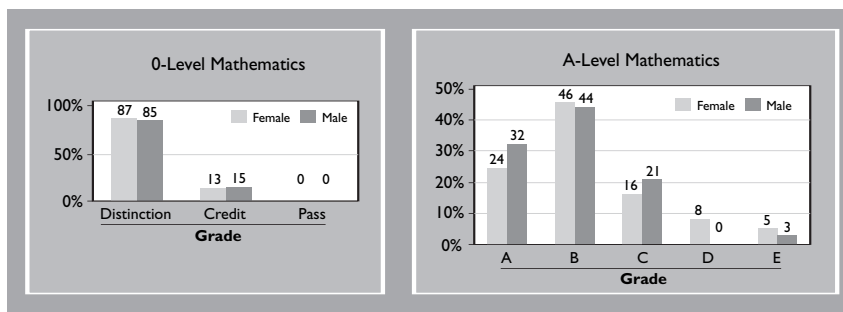 0-Level Mathematics
100%
50%
0%
87 85
13 15
0 0
Female Male
Distinction Credit Pass
Grade
A-Level Mathematics
50%
40%
30%
20%
10%
0%
24 32
46 44
16 21
8 0
5 3
Female Male
A B C D E
Grade